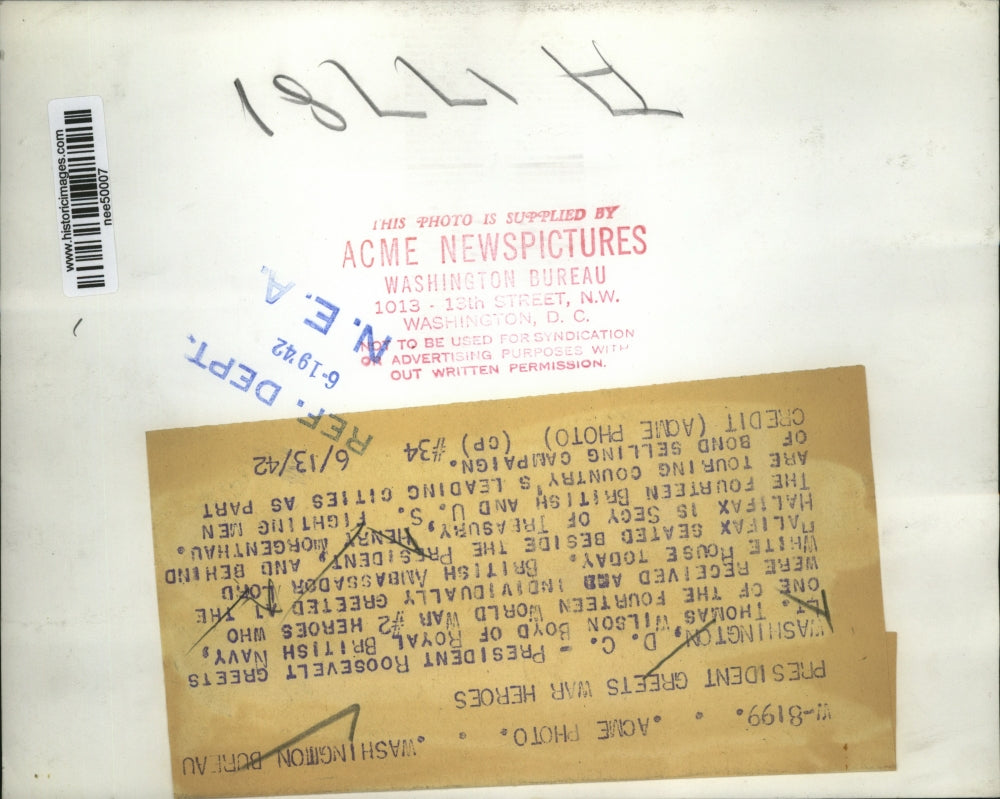 17781
www.historicimages.com
nee50007
THIS PHOTO IS SUPPLIED BY
ACME NEWSPICTURES
WASHINGTON BUREAU
1013 - 13th STREET, N.W.
WASHINGTON, D. C.
NOT TO BE USED FOR SYNDICATION
OR ADVERTISING PURPOSES WITH
OUT WRITTEN PERMISSION.
REF. DEPT.
6-1942
N. E. A.
W-8199. . .ACME PHOTO. . .WASHINGTON BUREAU
PRESIDENT GREETS WAR HEROES
WASHINGTON, D. C. - PRESIDENT ROOSEVELT GREETS
LT. THOMAS WILSON BOYD OF ROYAL BRITISH NAVY,
ONE OF THE FOURTEEN WORLD WAR #2 HEROES WHO
WERE RECEIVED AND INDIVIDUALLY GREETED THE
WHITE HOUSE TODAY. BRITISH AMBASSADOR LORD
HALIFAX SEATED BESIDE THE PRESIDENT, AND BEHIND
HALIFAX IS SECY OF TREASURY, HENRY MORGENTHAU.
THE FOURTEEN BRITISH AND U. S. FIGHTING MEN
ARE TOURING COUNTRY'S LEADING CITIES AS PART
OF BOND SELLING CAMPAIGN.
CREDIT (ACME PHOTO) (CP) #34 6/13/42